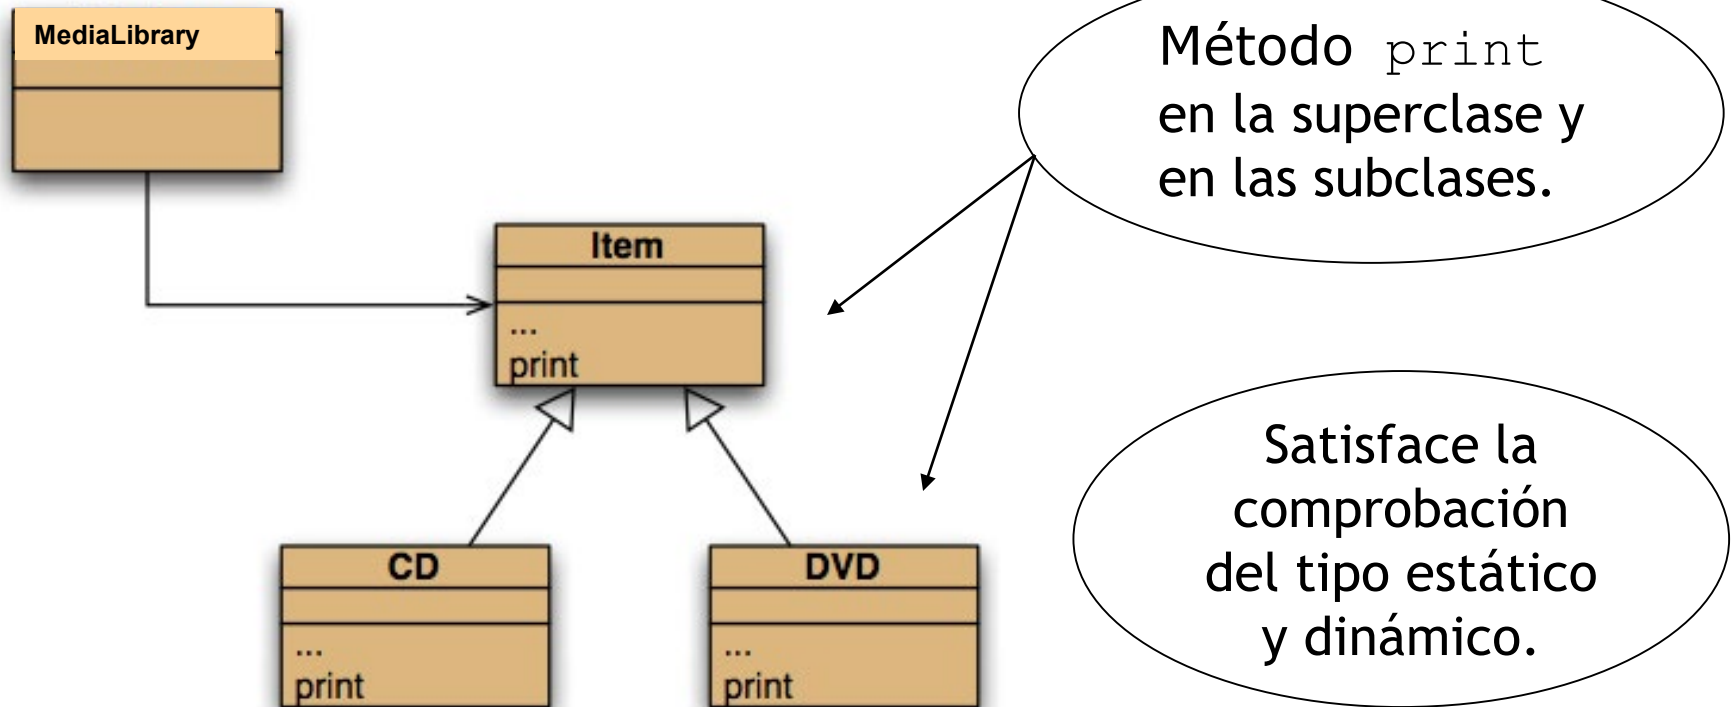 MediaLibrary
Método print
en la superclase y
en las subclases.
Item
...
print
Satisface la
comprobación
del tipo estático
y dinámico.
CD
...
print
DVD
...
print